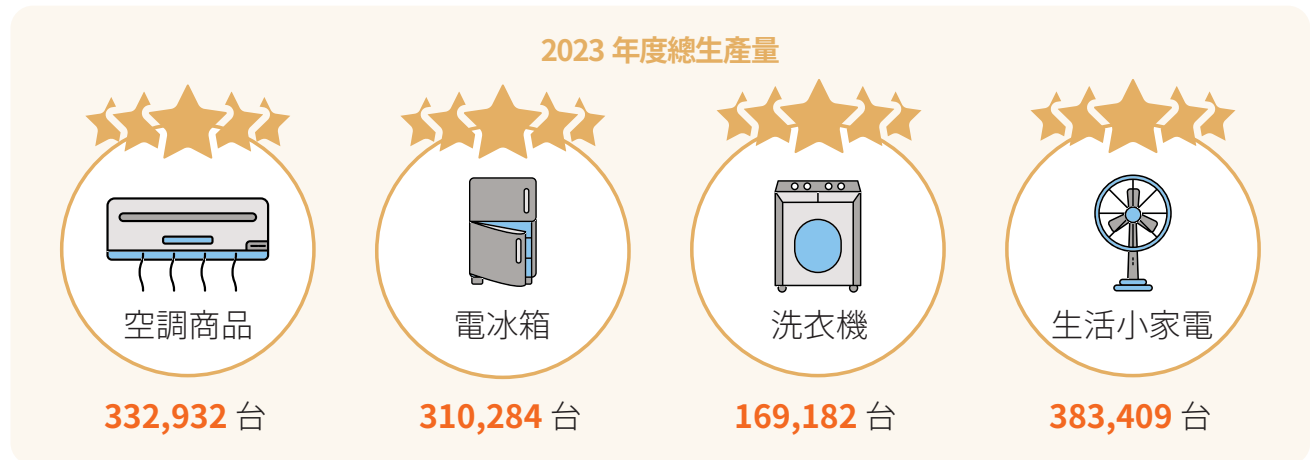 2023 年度總生產量
空調商品
332,932 台
電冰箱
310,284 台
洗衣機
169,182 台
生活小家電
383,409 台